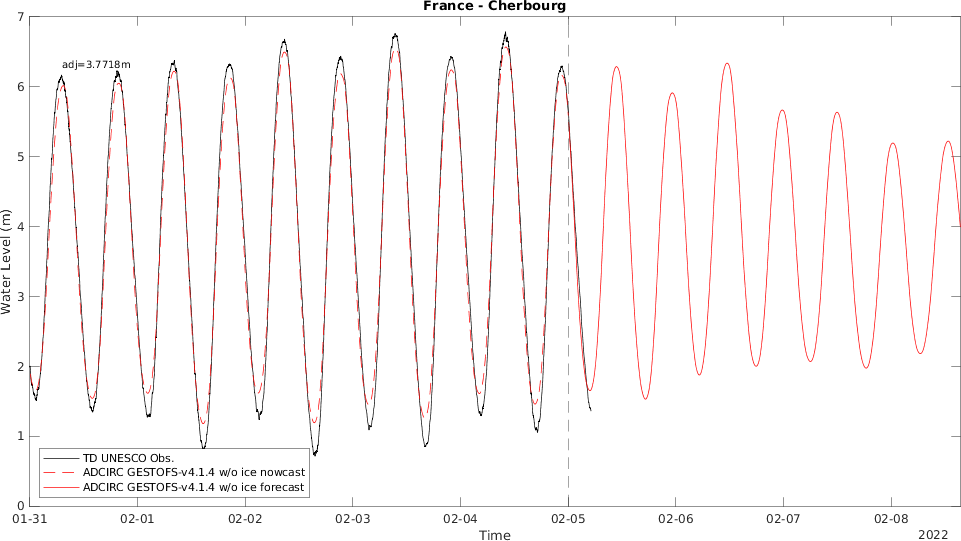 France - Cherbourg
7
adj=3.7718m
6
5
4
3
2
1
0
Water Level (m)
TD UNESCO Obs.
ADCIRC GESTOFS-v4.1.4 w/o ice nowcast
ADCIRC GESTOFS-v4.1.4 w/o ice forecast
01-31 02-01 02-02 02-03 02-04 02-05 02-06 02-07 02-08
Time
2022